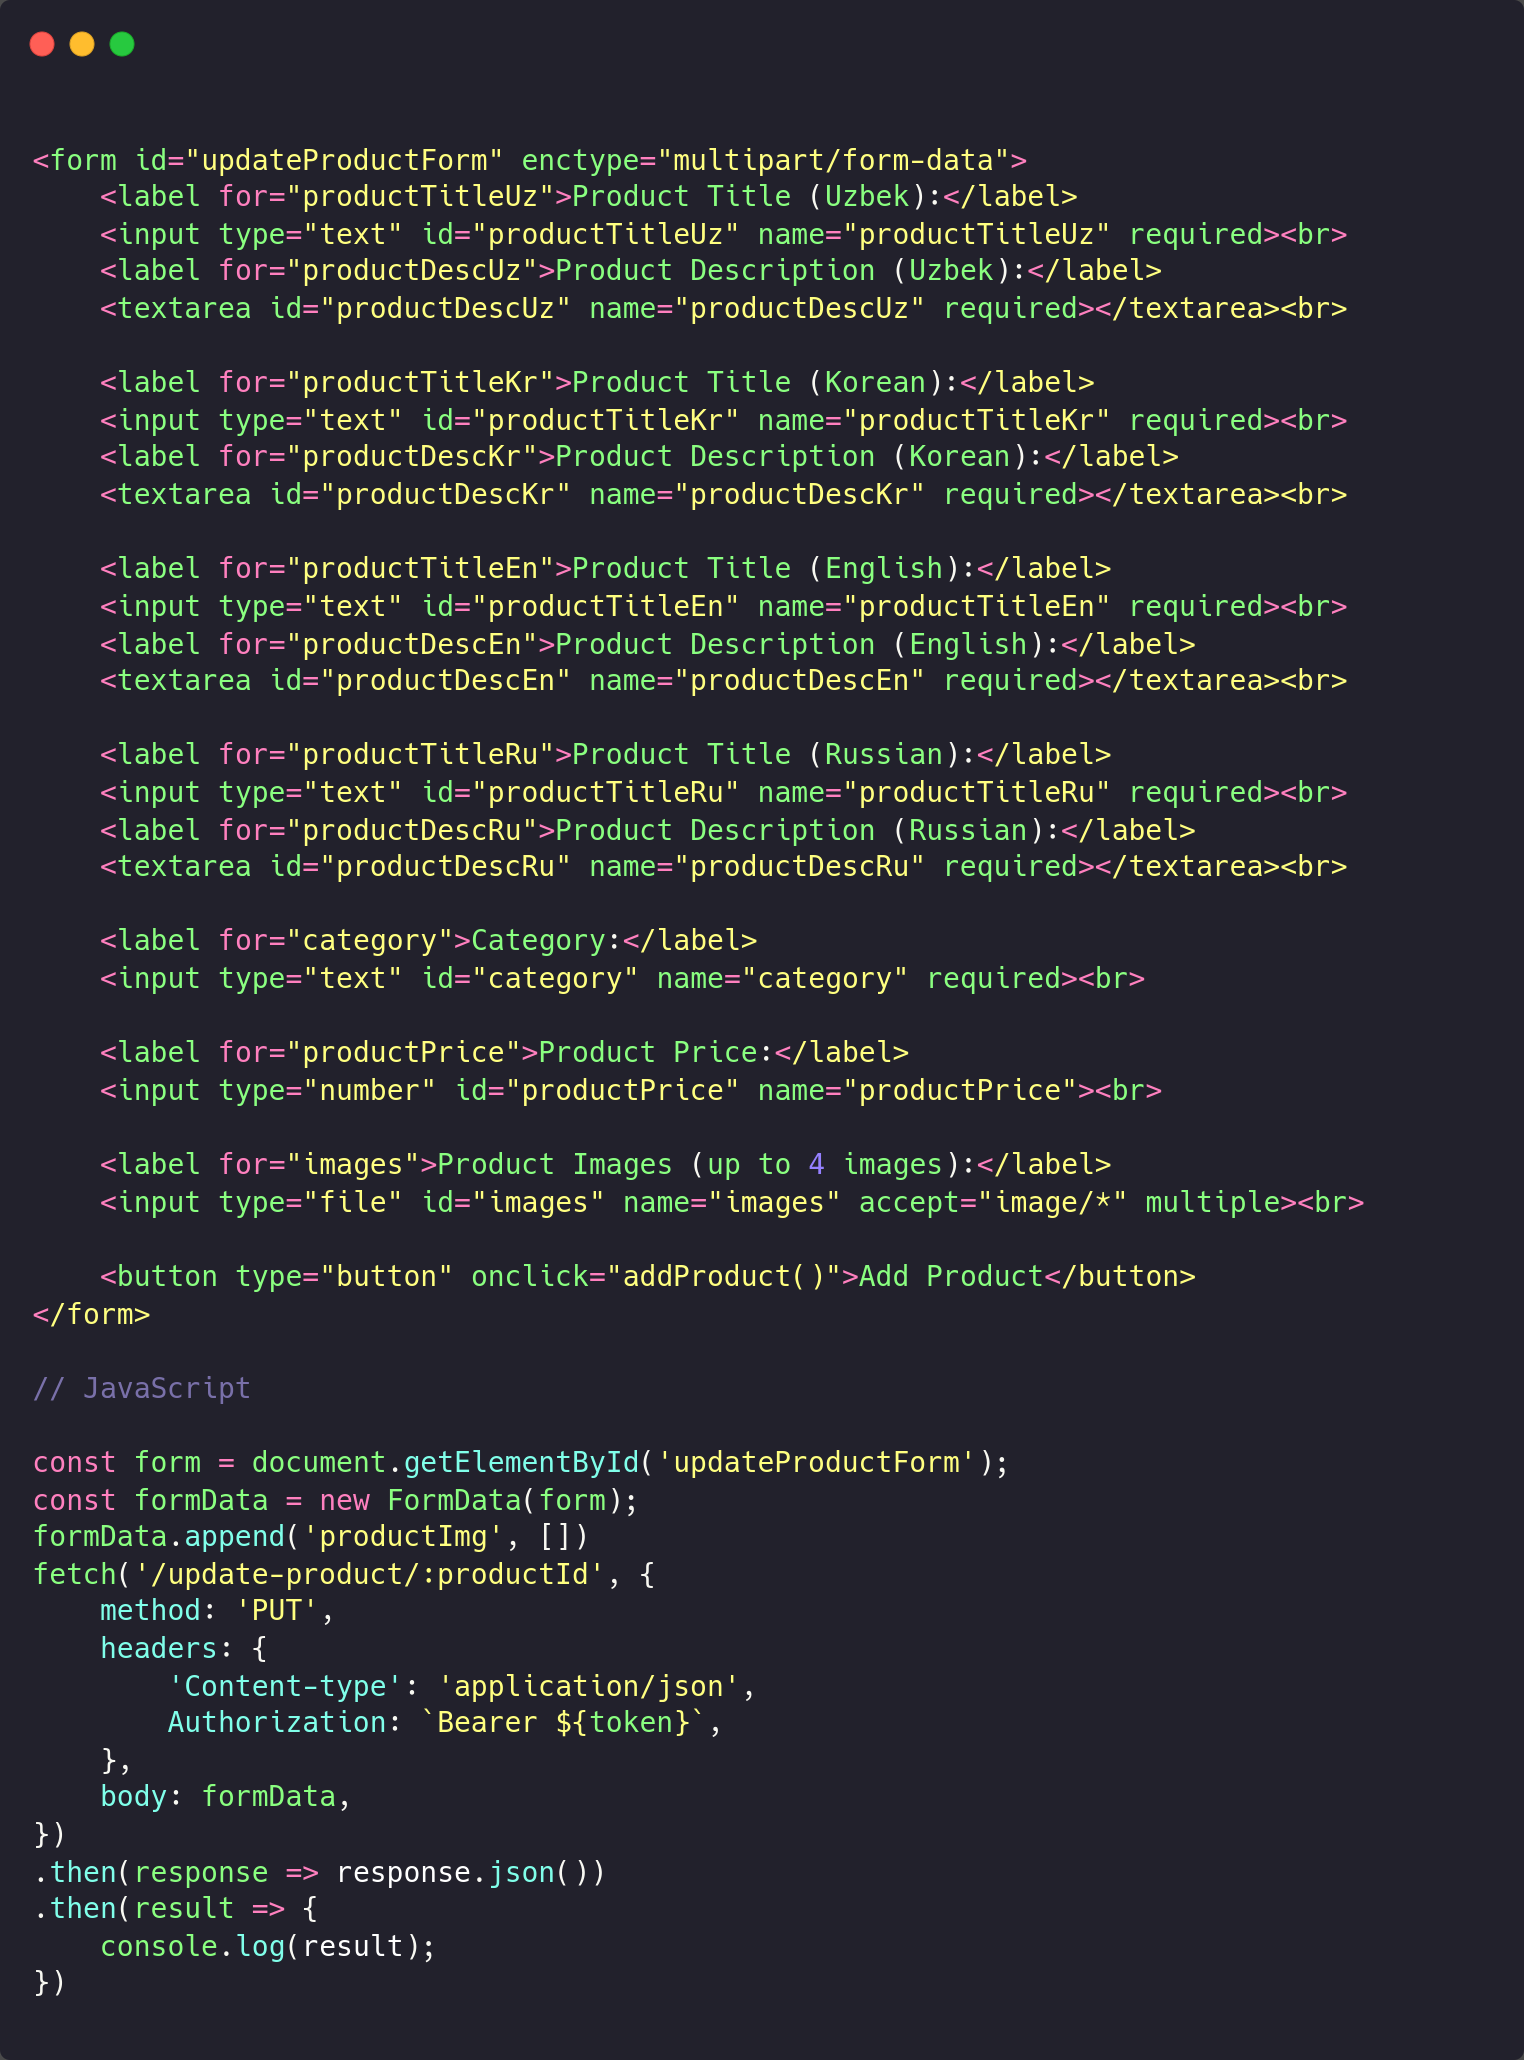 <form id="updateProductForm" enctype="multipart/form-data">
    <label for="productTitleUz">Product Title (Uzbek):</label>
    <input type="text" id="productTitleUz" name="productTitleUz" required><br>
    <label for="productDescUz">Product Description (Uzbek):</label>
    <textarea id="productDescUz" name="productDescUz" required></textarea><br>

    <label for="productTitleKr">Product Title (Korean):</label>
    <input type="text" id="productTitleKr" name="productTitleKr" required><br>
    <label for="productDescKr">Product Description (Korean):</label>
    <textarea id="productDescKr" name="productDescKr" required></textarea><br>

    <label for="productTitleEn">Product Title (English):</label>
    <input type="text" id="productTitleEn" name="productTitleEn" required><br>
    <label for="productDescEn">Product Description (English):</label>
    <textarea id="productDescEn" name="productDescEn" required></textarea><br>

    <label for="productTitleRu">Product Title (Russian):</label>
    <input type="text" id="productTitleRu" name="productTitleRu" required><br>
    <label for="productDescRu">Product Description (Russian):</label>
    <textarea id="productDescRu" name="productDescRu" required></textarea><br>

    <label for="category">Category:</label>
    <input type="text" id="category" name="category" required><br>

    <label for="productPrice">Product Price:</label>
    <input type="number" id="productPrice" name="productPrice"><br>

    <label for="images">Product Images (up to 4 images):</label>
    <input type="file" id="images" name="images" accept="image/*" multiple><br>

    <button type="button" onclick="addProduct()">Add Product</button>
</form>

// JavaScript

const form = document.getElementById('updateProductForm');
const formData = new FormData(form);
formData.append('productImg', [])
fetch('/update-product/:productId', {
    method: 'PUT',
    headers: {
        'Content-type': 'application/json',
        Authorization: `Bearer ${token}`,
    },
    body: formData,
})
.then(response => response.json())
.then(result => {
    console.log(result);
})